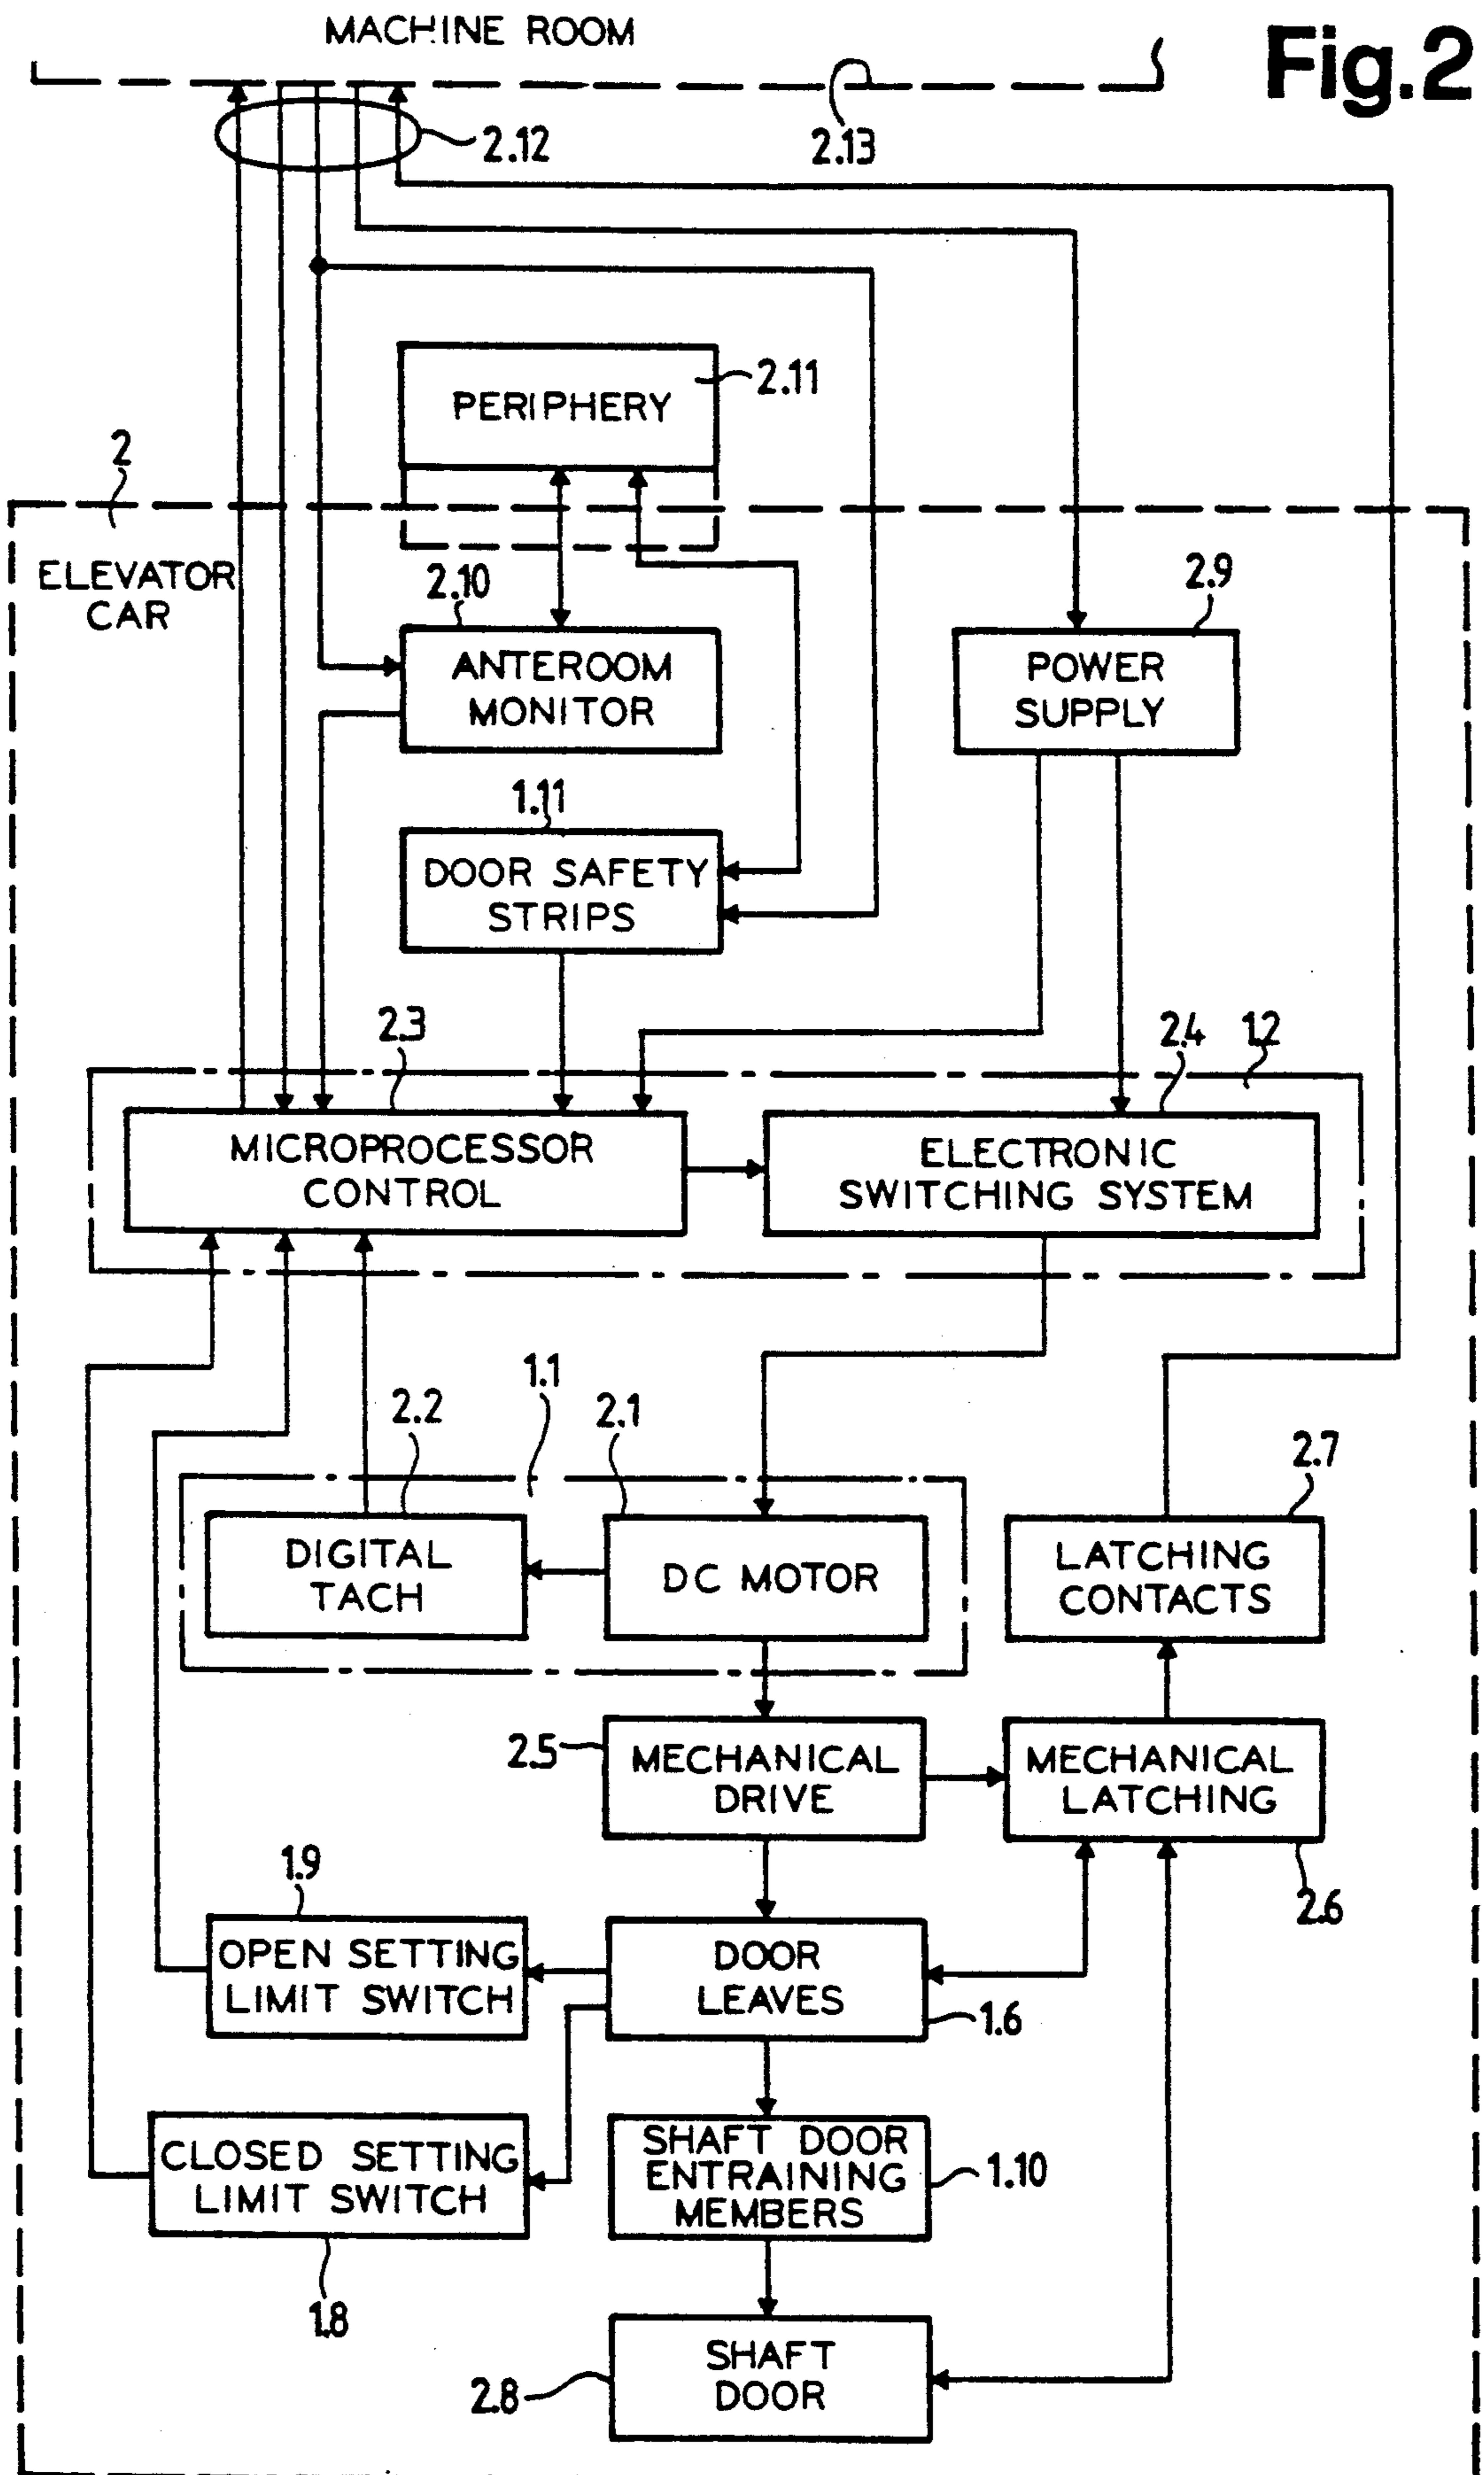 MACHINE ROOM
Fig.2
2.12
2.13
PERIPHERY
2.11
2
ELEVATOR
CAR
2.10
ANTEROOM
MONITOR
2.9
POWER
SUPPLY
1.11
DOOR SAFETY
STRIPS
2.3
2.4
1.2
MICROPROCESSOR
CONTROL
ELECTRONIC
SWITCHING SYSTEM
1.1
2.2
2.1
2.7
DIGITAL
TACH
DC MOTOR
LATCHING
CONTACTS
2.5
MECHANICAL
DRIVE
MECHANICAL
LATCHING
2.6
1.9
OPEN SETTING
LIMIT SWITCH
DOOR
LEAVES
1.6
CLOSED SETTING
LIMIT SWITCH
1.8
SHAFT DOOR
ENTRAINING
MEMBERS
1.10
SHAFT
DOOR
2.8